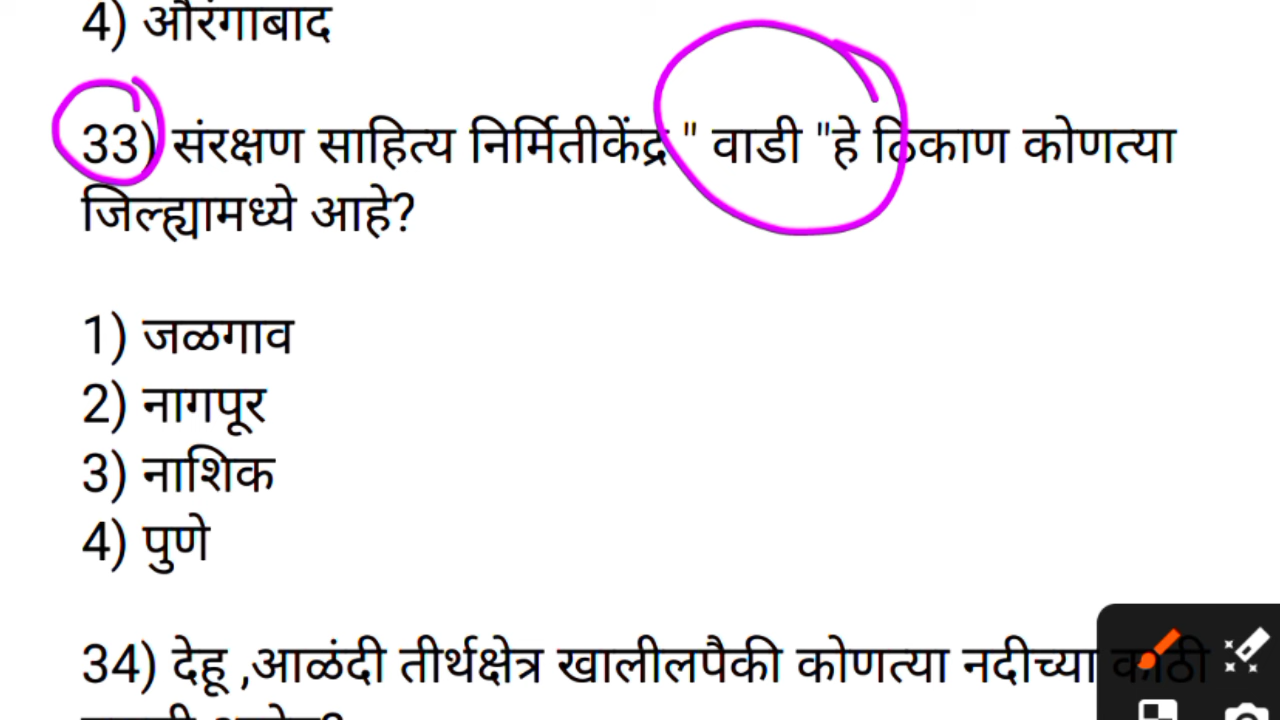 4) औरंगाबाद
33) संरक्षण साहित्य निर्मितीकेंद्र " वाडी "हे ठिकाण कोणत्या
जिल्ह्यामध्ये आहे?
1) जळगाव
2) नागपूर
3) नाशिक
4) पुणे
34) देहू ,आळंदी तीर्थक्षेत्र खालीलपैकी कोणत्या नदीच्या काठी